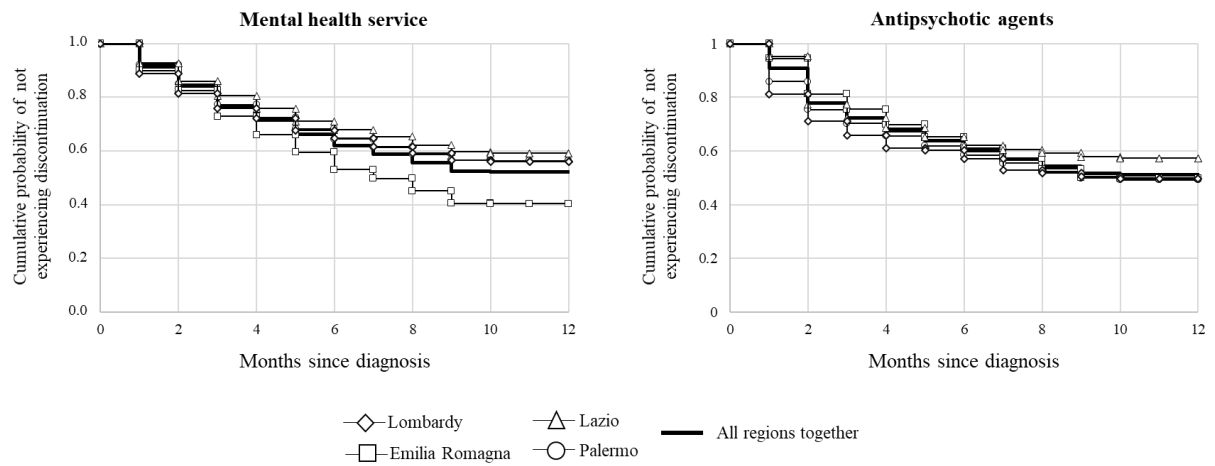 Mental health service
Cumulative probability of not
experiencing discontinuation
1.0
0.8
0.6
0.4
0.2
0.0
0 2 4 6 8 10 12
Months since diagnosis
Antipsychotic agents
Cumulative probability of not
experiencing discontinuation
1
0.8
0.6
0.4
0.2
0
0 2 4 6 8 10 12
Months since diagnosis
Lombardy
Lazio
All regions together
Emilia Romagna
Palermo